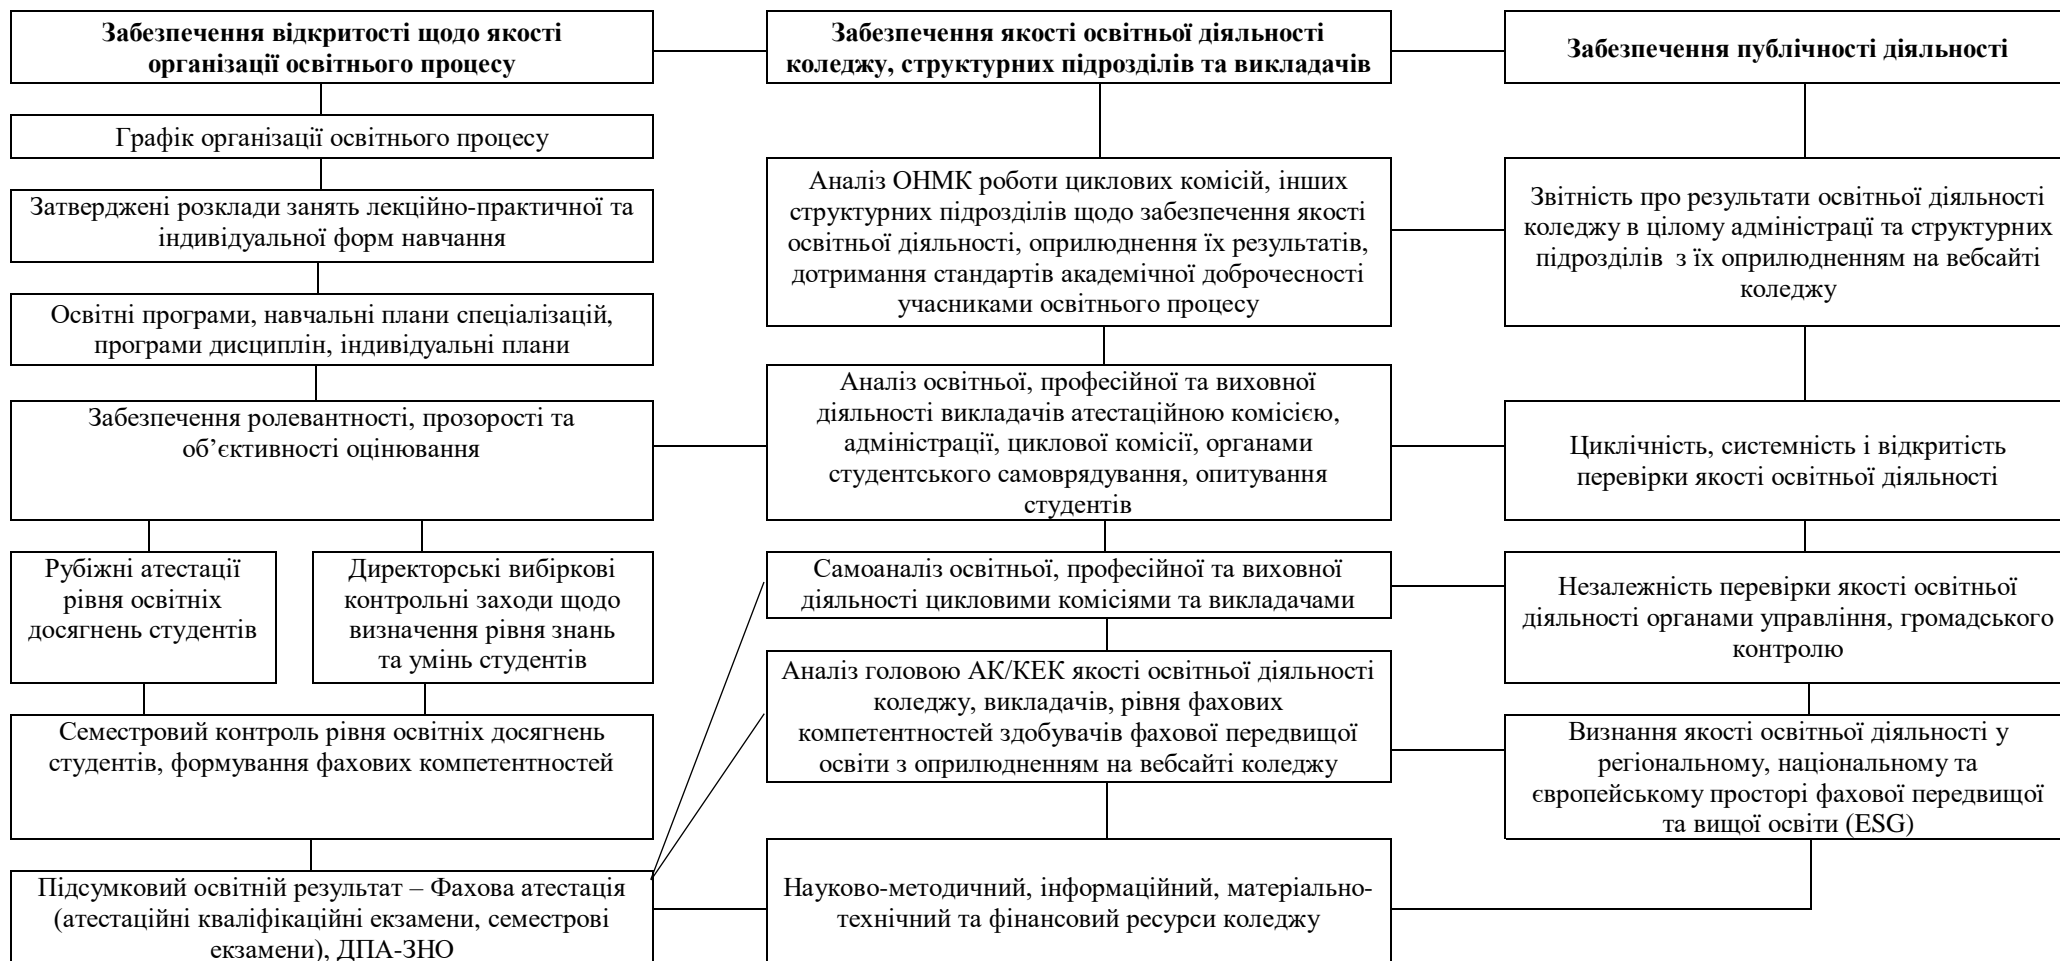 Забезпечення відкритості щодо якості
організації освітнього процесу
Графік організації освітнього процесу
Затверджені розклади занять лекційно-практичної та
індивідуальної форм навчання
Освітні програми, навчальні плани спеціалізацій,
програми дисциплін, індивідуальні плани
Забезпечення ролевантності, прозорості та
об’єктивності оцінювання
Рубіжні атестації
рівня освітніх
досягнень студентів
Директорські вибіркові
контрольні заходи щодо
визначення рівня знань
та умінь студентів
Семестровий контроль рівня освітніх досягнень
студентів, формування фахових компетентностей
Підсумковий освітній результат – Фахова атестація
(атестаційні кваліфікаційні екзамени, семестрові
екзамени), ДПА-ЗНО
Забезпечення якості освітньої діяльності
коледжу, структурних підрозділів та викладачів
Аналіз ОНМК роботи циклових комісій, інших
структурних підрозділів щодо забезпечення якості
освітньої діяльності, оприлюднення їх результатів,
дотримання стандартів академічної доброчесності
учасниками освітнього процесу
Аналіз освітньої, професійної та виховної
діяльності викладачів атестаційною комісією,
адміністрації, циклової комісії, органами
студентського самоврядування, опитування
студентів
Самоаналіз освітньої, професійної та виховної
діяльності цикловими комісіями та викладачами
Аналіз головою АК/КЕК якості освітньої діяльності
коледжу, викладачів, рівня фахових
компетентностей здобувачів фахової передвищої
освіти з оприлюдненням на вебсайті коледжу
Науково-методичний, інформаційний, матеріально-
технічний та фінансовий ресурси коледжу
Забезпечення публічності діяльності
Звітність про результати освітньої діяльності
коледжу в цілому адміністрації та структурних
підрозділів з їх оприлюдненням на вебсайті
коледжу
Циклічність, системність і відкритість
перевірки якості освітньої діяльності
Незалежність перевірки якості освітньої
діяльності органами управління, громадського
контролю
Визнання якості освітньої діяльності у
регіональному, національному та
європейському просторі фахової передвищої
та вищої освіти (ESG)